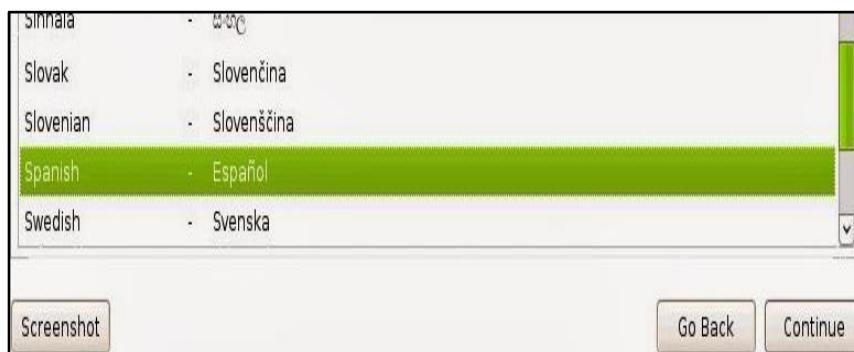 Sinhala - සිංහල
Slovak - Slovenčina
Slovenian - Slovenščina
Spanish - Español
Swedish - Svenska
Screenshot Go Back Continue